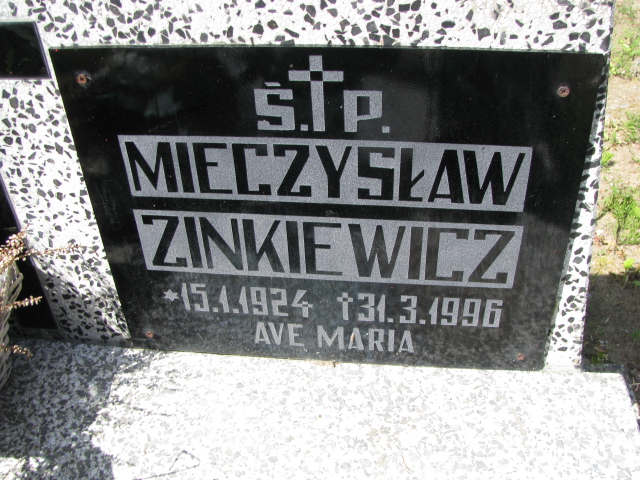 Ś.†P.
MIECZYSŁAW
ZINKIEWICZ
*15.1.1924 †31.3.1996
AVE MARIA